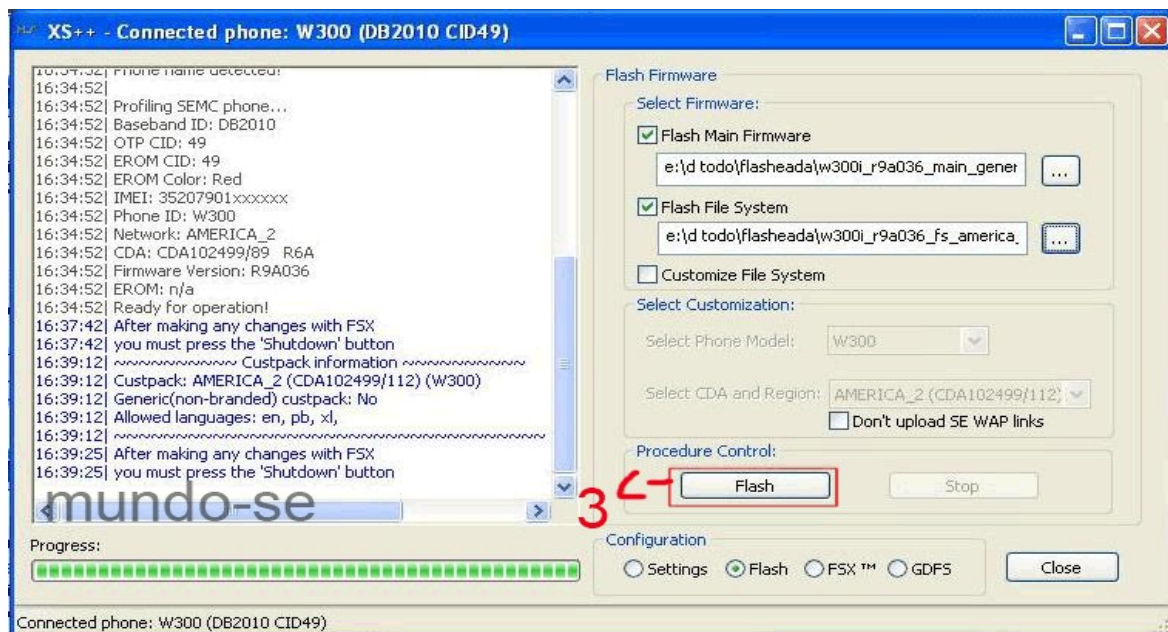 XS++ - Connected phone: W300 (DB2010 CID49)
16:34:52| Phone name detected!
16:34:52|
16:34:52| Profiling SEMC phone...
16:34:52| Baseband ID: DB2010
16:34:52| OTP CID: 49
16:34:52| EROM CID: 49
16:34:52| EROM Color: Red
16:34:52| IMEI: 35207901xxxxxx
16:34:52| Phone ID: W300
16:34:52| Network: AMERICA_2
16:34:52| CDA: CDA102499/89 R6A
16:34:52| Firmware Version: R9A036
16:34:52| EROM: n/a
16:34:52| Ready for operation!
16:37:42| After making any changes with FSX
16:37:42| you must press the 'Shutdown' button
16:39:12| ~~~~~~~~~~~ Custpack information ~~~~~~~~~~~
16:39:12| Custpack: AMERICA_2 (CDA102499/112) (W300)
16:39:12| Generic(non-branded) custpack: No
16:39:12| Allowed languages: en, pb, xl,
16:39:12| ~~~~~~~~~~~~~~~~~~~~~~~~~~~~~~~~~~~~~~~
16:39:25| After making any changes with FSX
16:39:25| you must press the 'Shutdown' button
mundo-se
Progress:
Flash Firmware
Select Firmware:
Flash Main Firmware
e:\d todo\flasheada\w300i_r9a036_main_gener
...
Flash File System
e:\d todo\flasheada\w300i_r9a036_fs_america_
...
Customize File System
Select Customization:
Select Phone Model: W300
Select CDA and Region: AMERICA_2 (CDA102499/112)
Don't upload SE WAP links
Procedure Control:
3 Flash Stop
Configuration
Settings Flash FSX ™ GDFS Close
Connected phone: W300 (DB2010 CID49)